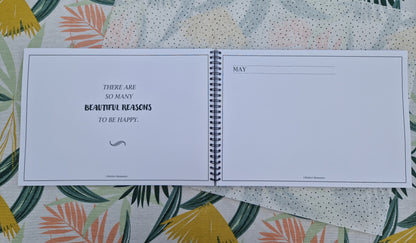 THERE ARE
SO MANY
BEAUTIFUL REASONS
TO BE HAPPY.
MAY